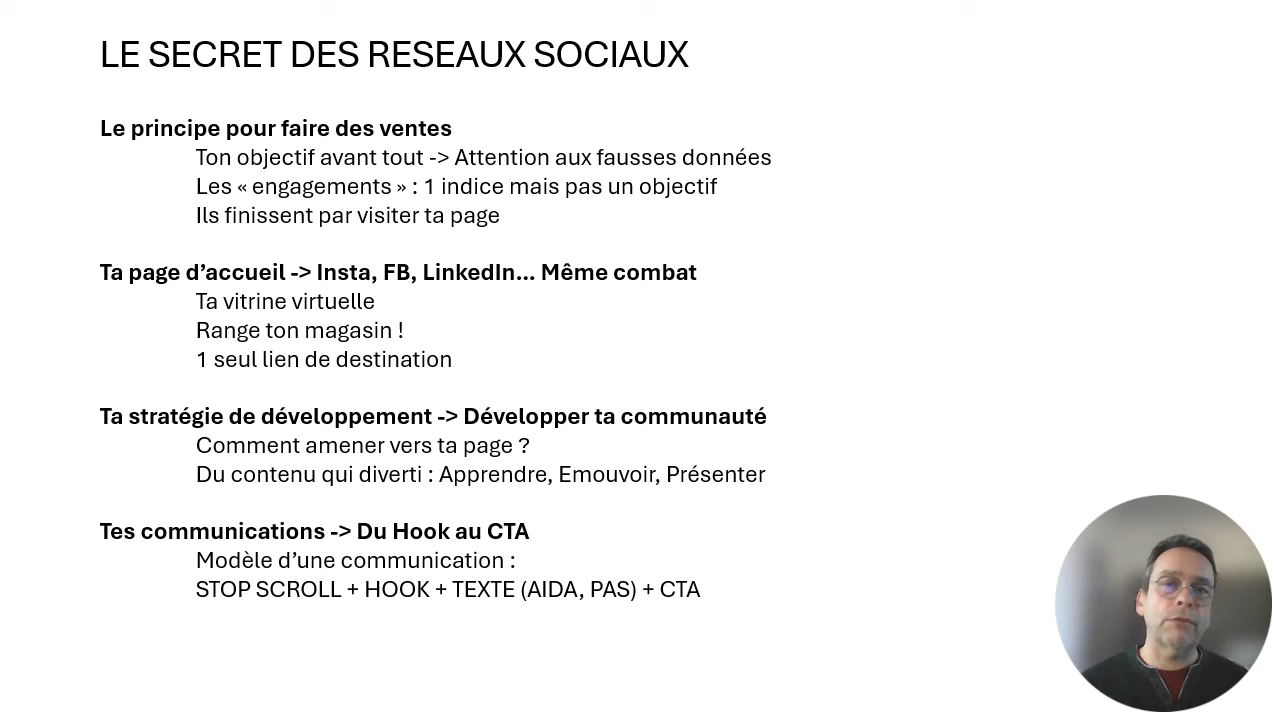 LE SECRET DES RESEAUX SOCIAUX
Le principe pour faire des ventes
Ton objectif avant tout -> Attention aux fausses données
Les « engagements » : 1 indice mais pas un objectif
Ils finissent par visiter ta page
Ta page d’accueil -> Insta, FB, LinkedIn… Même combat
Ta vitrine virtuelle
Range ton magasin !
1 seul lien de destination
Ta stratégie de développement -> Développer ta communauté
Comment amener vers ta page ?
Du contenu qui diverti : Apprendre, Emouvoir, Présenter
Tes communications -> Du Hook au CTA
Modèle d’une communication :
STOP SCROLL + HOOK + TEXTE (AIDA, PAS) + CTA